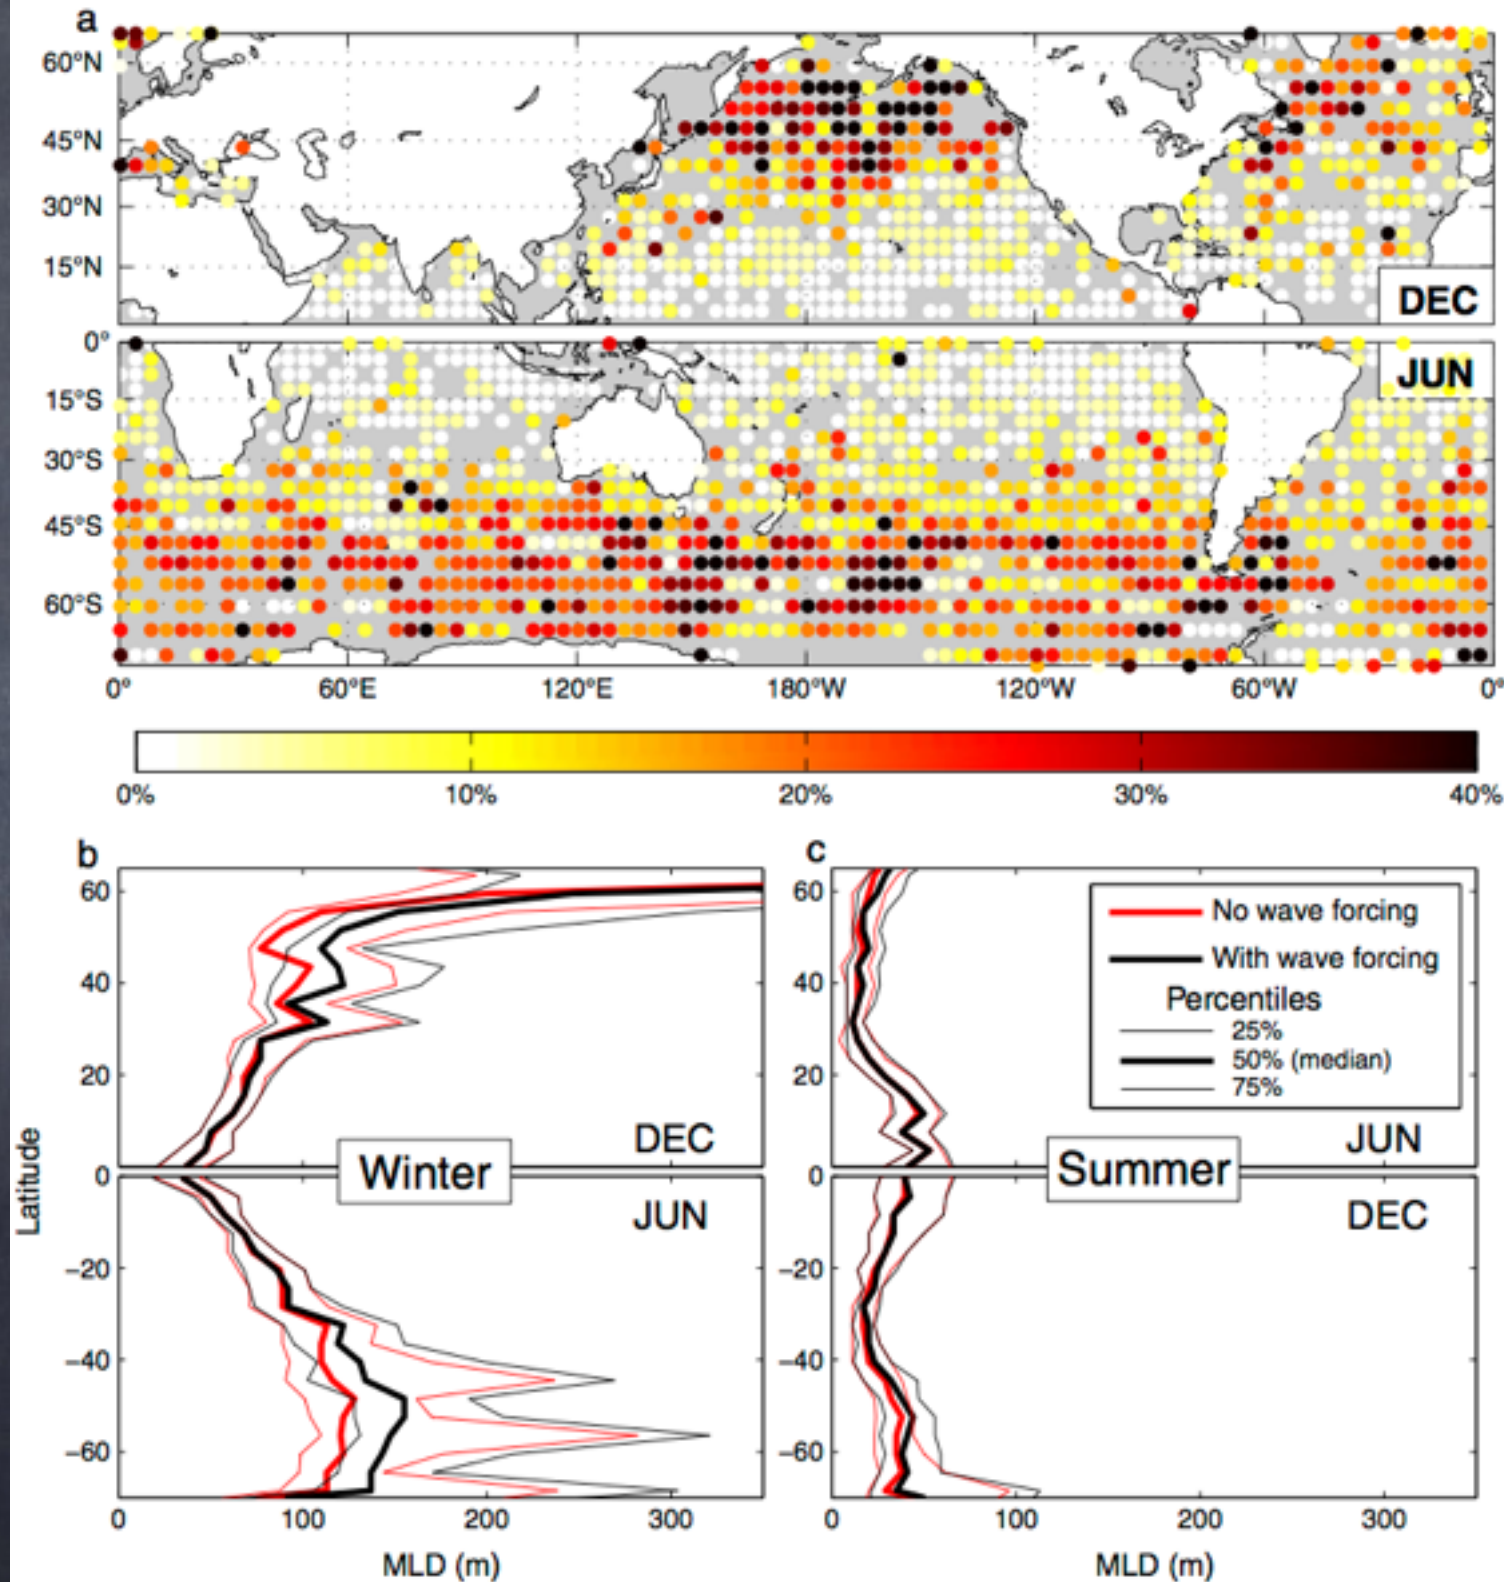 a
60°N
45°N
30°N
15°N
DEC
0°
15°S
30°S
45°S
60°S
JUN
0° 60°E 120°E 180°W 120°W 60°W 0°
0% 10% 20% 30% 40%
b
60
40
20
0
DEC
Winter
JUN
−20
−40
−60
0 100 200 300
MLD (m)
Latitude
c
60
40
20
0
No wave forcing
With wave forcing
Percentiles
25%
50% (median)
75%
JUN
Summer
DEC
−20
−40
−60
0 100 200 300
MLD (m)